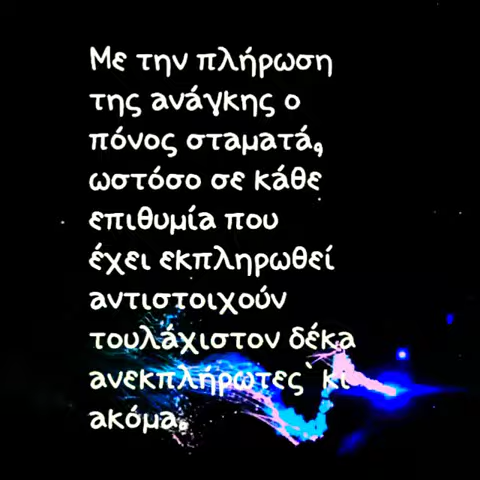 Με την πλήρωση
της ανάγκης ο
πόνος σταματά,
ωστόσο σε κάθε
επιθυμία που
έχει εκπληρωθεί
αντιστοιχούν
τουλάχιστον δέκα
ανεκπλήρωτες` κι
ακόμα.